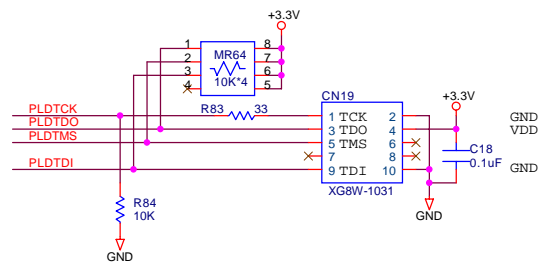 +3.3V
1 8
2 MR64 7
3 6
4 10K*4 5
CN19
+3.3V
PLDTCK R83 33 1 TCK 2 GND
PLDTDO 3 TDO 4 VDD
PLDTMS 5 TMS 6
7 8 C18
PLDTDI 9 TDI 10 0.1uF GND
XG8W-1031
R84
10K
GND
GND